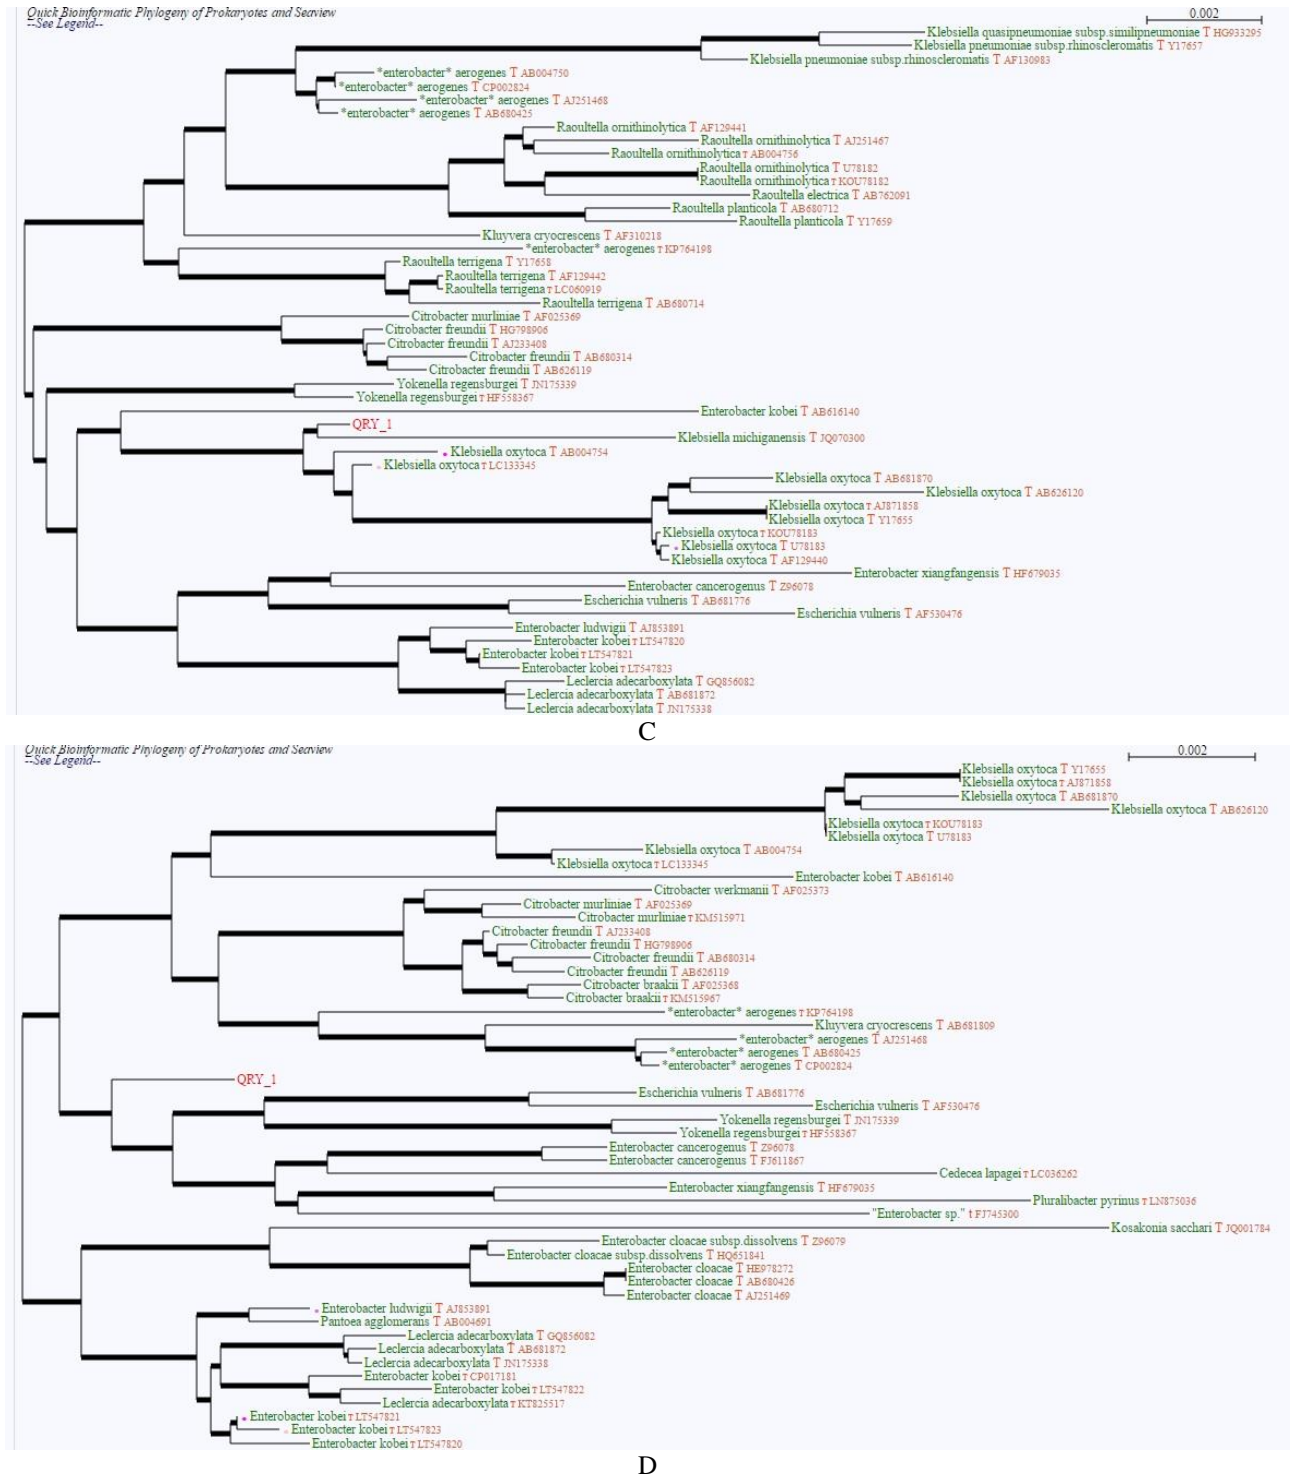 Quick Bioinformatic Phylogeny of Prokaryotes and Seaview
--See Legend--
0.002
Klebsiella quasipneumoniae subsp.similipneumoniae T HG933295
Klebsiella pneumoniae subsp.rhinoscleromatis T Y17657
Klebsiella pneumoniae subsp.rhinoscleromatis T AF130983
*enterobacter* aerogenes T AB004750
*enterobacter* aerogenes T CP002824
*enterobacter* aerogenes T AJ251468
*enterobacter* aerogenes T AB680425
Raoultella ornithinolytica T AF129441
Raoultella ornithinolytica T AJ251467
Raoultella ornithinolytica T AB004756
Raoultella ornithinolytica T U78182
Raoultella ornithinolytica T KOU78182
Raoultella electrica T AB762091
Raoultella planticola T AB680712
Raoultella planticola T Y17659
Kluyvera cryocrescens T AF310218
*enterobacter* aerogenes T KP764198
Raoultella terrigena T Y17658
Raoultella terrigena T AF129442
Raoultella terrigena T LC060919
Raoultella terrigena T AB680714
Citrobacter murliniae T AF025369
Citrobacter freundii T HG798906
Citrobacter freundii T AJ233408
Citrobacter freundii T AB680314
Citrobacter freundii T AB626119
Yokenella regensburgei T JN175339
Yokenella regensburgei T HF558367
Enterobacter kobei T AB616140
QRY_1
Klebsiella michiganensis T JQ070300
Klebsiella oxytoca T AB004754
Klebsiella oxytoca T LC133345
Klebsiella oxytoca T AB681870
Klebsiella oxytoca T AB626120
Klebsiella oxytoca T AJ871858
Klebsiella oxytoca T Y17655
Klebsiella oxytoca T KOU78183
Klebsiella oxytoca T U78183
Klebsiella oxytoca T AF129440
Enterobacter xiangfangensis T HF679035
Enterobacter cancerogenus T Z96078
Escherichia vulneris T AB681776
Escherichia vulneris T AF530476
Enterobacter ludwigii T AJ853891
Enterobacter kobei T LT547820
Enterobacter kobei T LT547821
Enterobacter kobei T LT547823
Leclercia adecarboxylata T GQ856082
Leclercia adecarboxylata T AB681872
Leclercia adecarboxylata T JN175338
C
Quick Bioinformatic Phylogeny of Prokaryotes and Seaview
--See Legend--
0.002
Klebsiella oxytoca T Y17655
Klebsiella oxytoca T AJ871858
Klebsiella oxytoca T AB681870
Klebsiella oxytoca T AB626120
Klebsiella oxytoca T KOU78183
Klebsiella oxytoca T U78183
Klebsiella oxytoca T AB004754
Klebsiella oxytoca T LC133345
Enterobacter kobei T AB616140
Citrobacter werkmanii T AF025373
Citrobacter murliniae T AF025369
Citrobacter murliniae T KM515971
Citrobacter freundii T AJ233408
Citrobacter freundii T HG798906
Citrobacter freundii T AB680314
Citrobacter freundii T AB626119
Citrobacter braakii T AF025368
Citrobacter braakii T KM515967
*enterobacter* aerogenes T KP764198
Kluyvera cryocrescens T AB681809
*enterobacter* aerogenes T AJ251468
*enterobacter* aerogenes T AB680425
*enterobacter* aerogenes T CP002824
QRY_1
Escherichia vulneris T AB681776
Escherichia vulneris T AF530476
Yokenella regensburgei T JN175339
Yokenella regensburgei T HF558367
Enterobacter cancerogenus T Z96078
Enterobacter cancerogenus T FJ611867
Cedecea lapagei T LC036262
Enterobacter xiangfangensis T HF679035
Pluralibacter pyrinus T LN875036
"Enterobacter sp." t FJ745300
Kosakonia sacchari T JQ001784
Enterobacter cloacae subsp.dissolvens T Z96079
Enterobacter cloacae subsp.dissolvens T HQ651841
Enterobacter cloacae T HE978272
Enterobacter cloacae T AB680426
Enterobacter cloacae T AJ251469
Enterobacter ludwigii T AJ853891
Pantoea agglomerans T AB004691
Leclercia adecarboxylata T GQ856082
Leclercia adecarboxylata T AB681872
Leclercia adecarboxylata T JN175338
Enterobacter kobei T CP017181
Enterobacter kobei T LT547822
Leclercia adecarboxylata T KT825517
Enterobacter kobei T LT547821
Enterobacter kobei T LT547823
Enterobacter kobei T LT547820
D